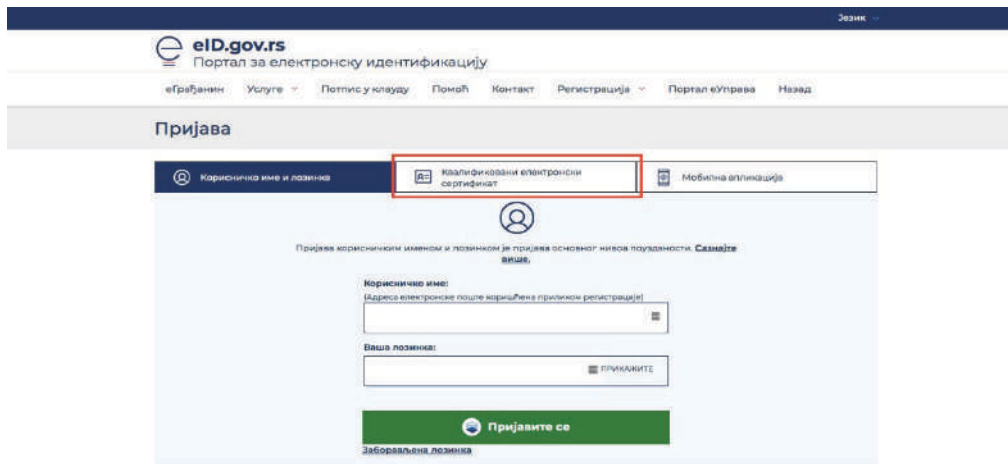 Језик
eID.gov.rs
Портал за електронску идентификацију
еГрађанин Услуге Потпис у клауду Помоћ Контакт Регистрација Портал еУправа Назад
Пријава
Корисничко име и лозинка
Квалификовани електронски
сертификат
Мобилна апликација
Пријава корисничким именом и лозинком је пријава основног нивоа поузданости. Сазнајте
више.
Корисничко име:
(Адреса електронске поште коришћена приликом регистрације)
Ваша лозинка:
ПРИКАЖИТЕ
Пријавите се
Заборављена лозинка